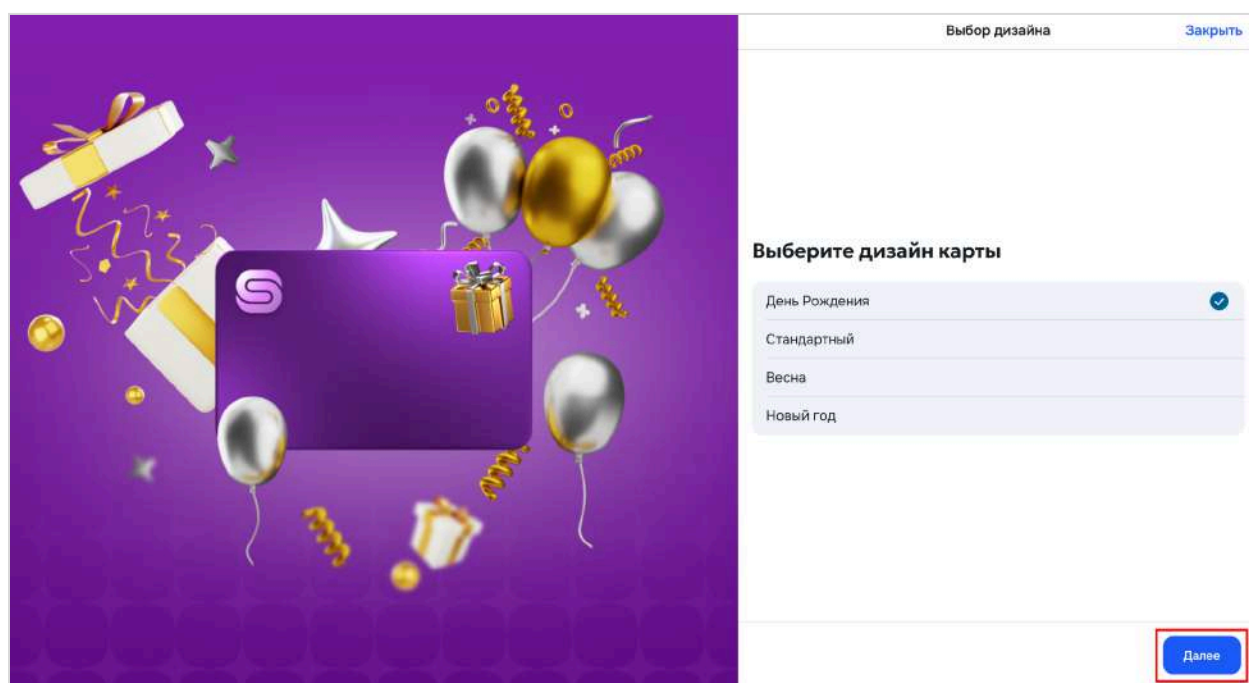 Выбор дизайна
Закрыть
Выберите дизайн карты
День Рождения
Стандартный
Весна
Новый год
Далее